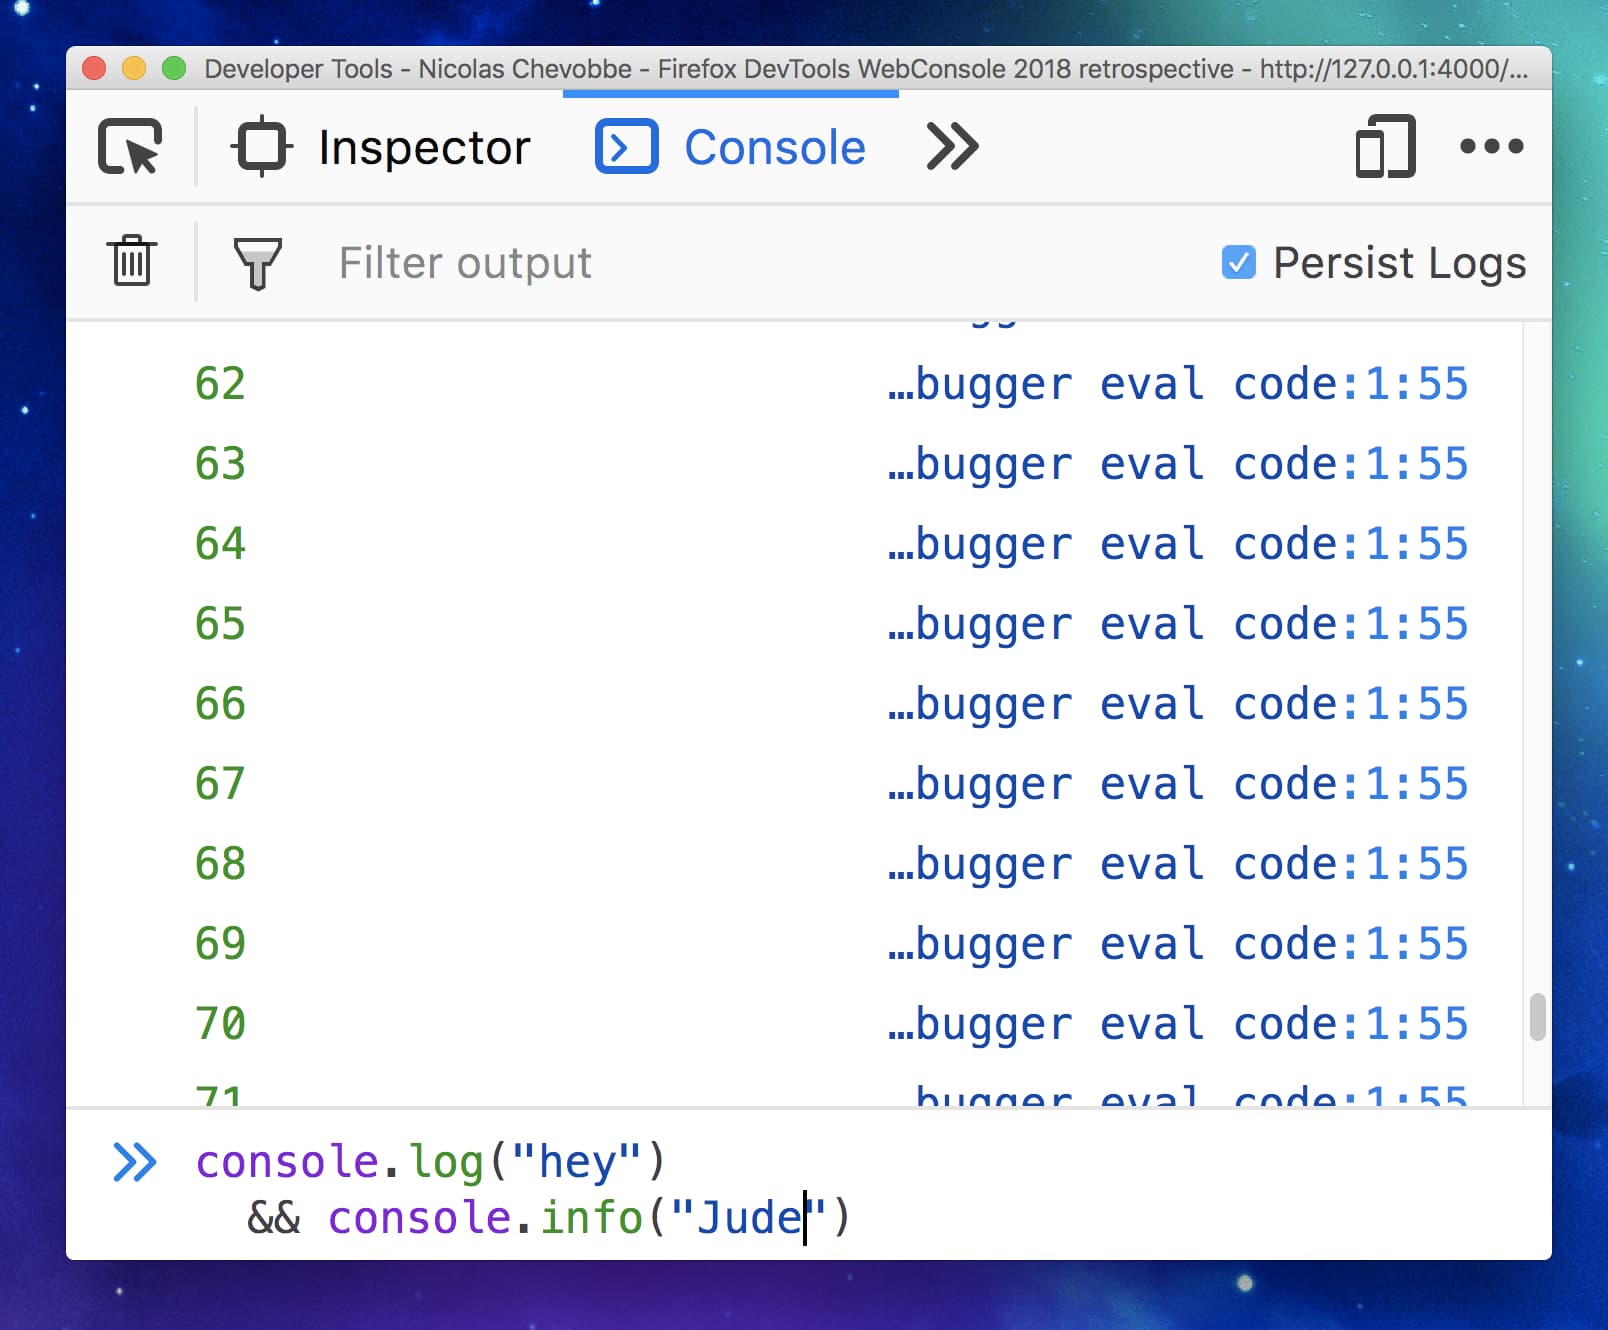 Developer Tools - Nicolas Chevobbe - Firefox DevTools WebConsole 2018 retrospective - http://127.0.0.1:4000/...
Inspector Console
Filter output Persist Logs
62 …bugger eval code:1:55
63 …bugger eval code:1:55
64 …bugger eval code:1:55
65 …bugger eval code:1:55
66 …bugger eval code:1:55
67 …bugger eval code:1:55
68 …bugger eval code:1:55
69 …bugger eval code:1:55
70 …bugger eval code:1:55
71 …bugger eval code:1:55
console.log("hey")
&& console.info("Jude")